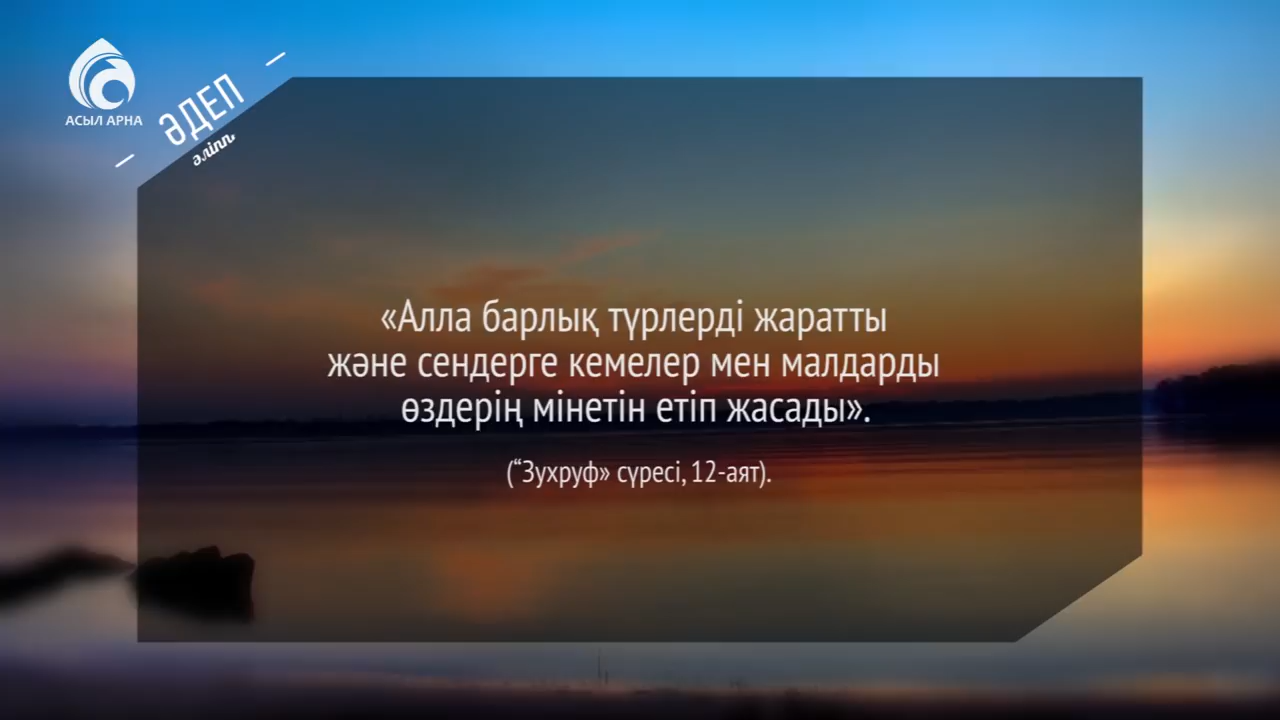 АСЫЛ АРНА
ӘДЕП
«Алла барлық түрлерді жаратты
және сендерге кемелер мен малдарды
өздерің мінетін етіп жасады».
(“Зухруф» сүресі, 12-аят).